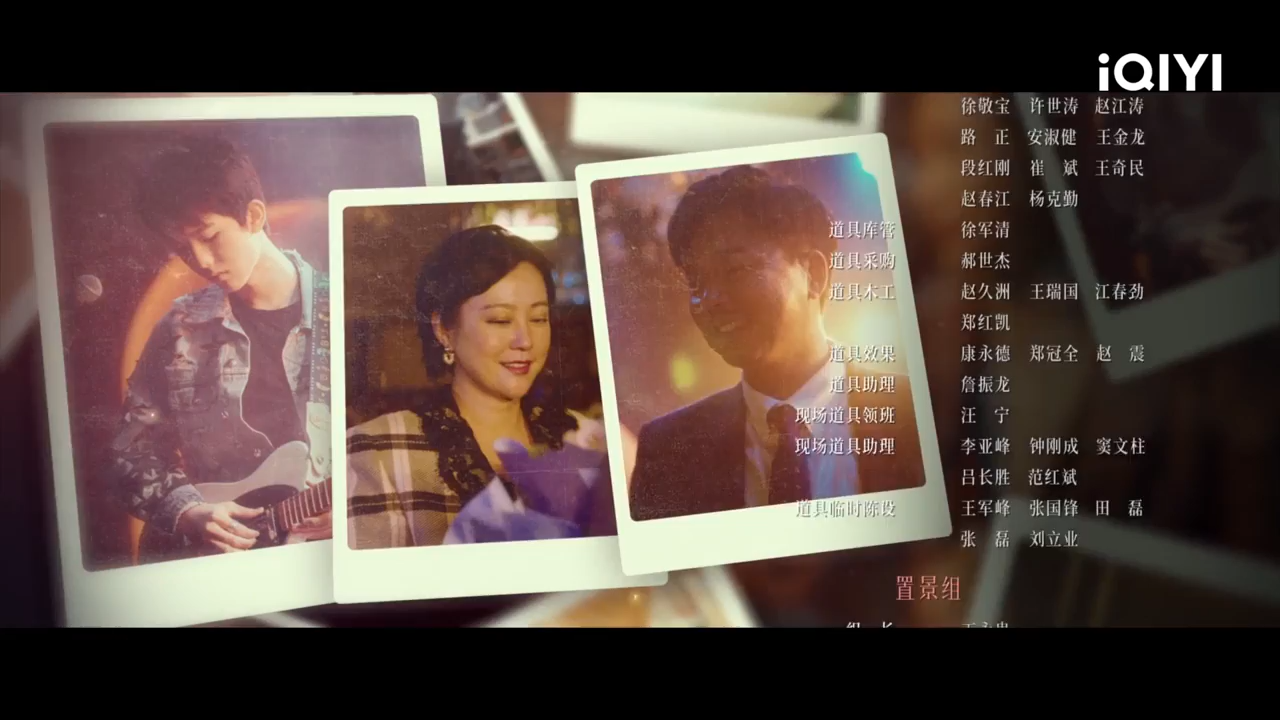 iQIYI
徐敬宝 许世涛 赵江涛
路 正 安淑健 王金龙
段红刚 崔 斌 王奇民
赵春江 杨克勤
道具库管 徐军清
道具采购 郝世杰
道具木工 赵久洲 王瑞国 江春劲
郑红凯
道具效果 康永德 郑冠全 赵 震
道具助理 詹振龙
现场道具领班 汪 宁
现场道具助理 李亚峰 钟刚成 窦文柱
吕长胜 范红斌
道具临时陈设 王军峰 张国锋 田 磊
张 磊 刘立业
置景组